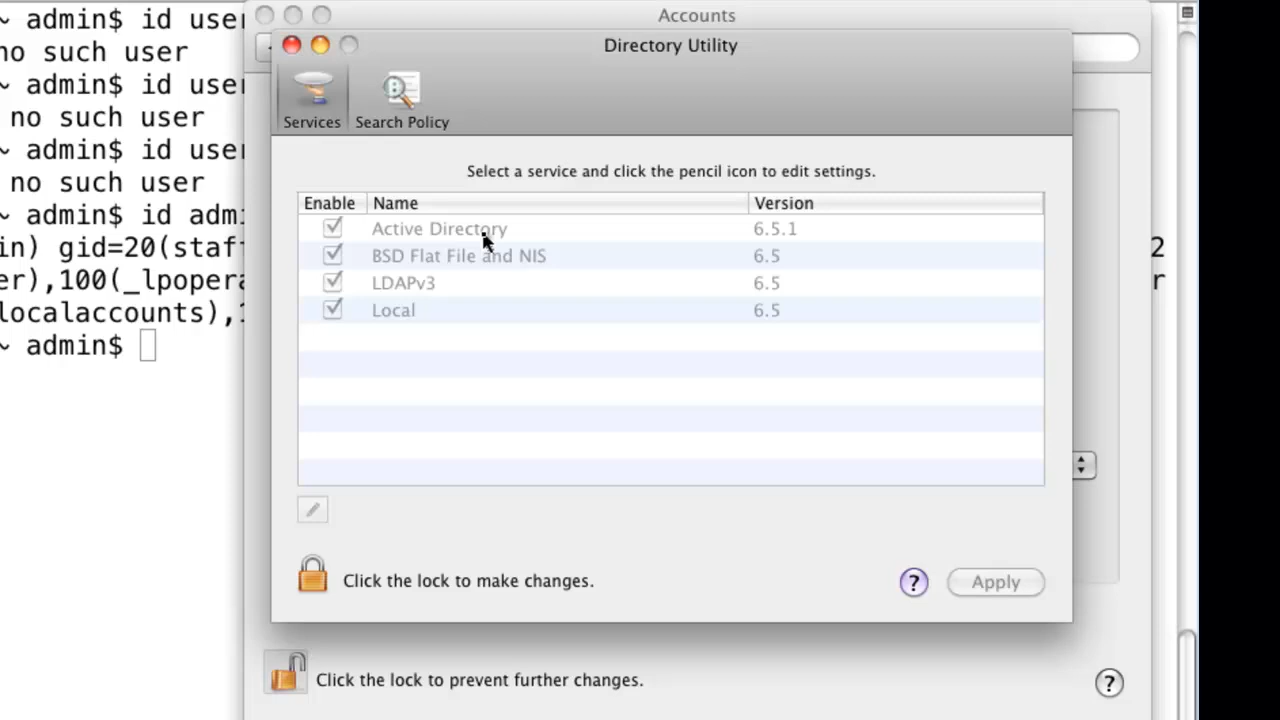 ~ admin$ id user
no such user
~ admin$ id user
no such user
~ admin$ id user
no such user
~ admin$ id adm
in) gid=20(staf
2
er),100(_lpoper
r
localaccounts),
~ admin$
Accounts
Directory Utility
Services
Search Policy
Select a service and click the pencil icon to edit settings.
Enable Name Version
Active Directory 6.5.1
BSD Flat File and NIS 6.5
LDAPv3 6.5
Local 6.5
Click the lock to make changes.
? Apply
Click the lock to prevent further changes.
?